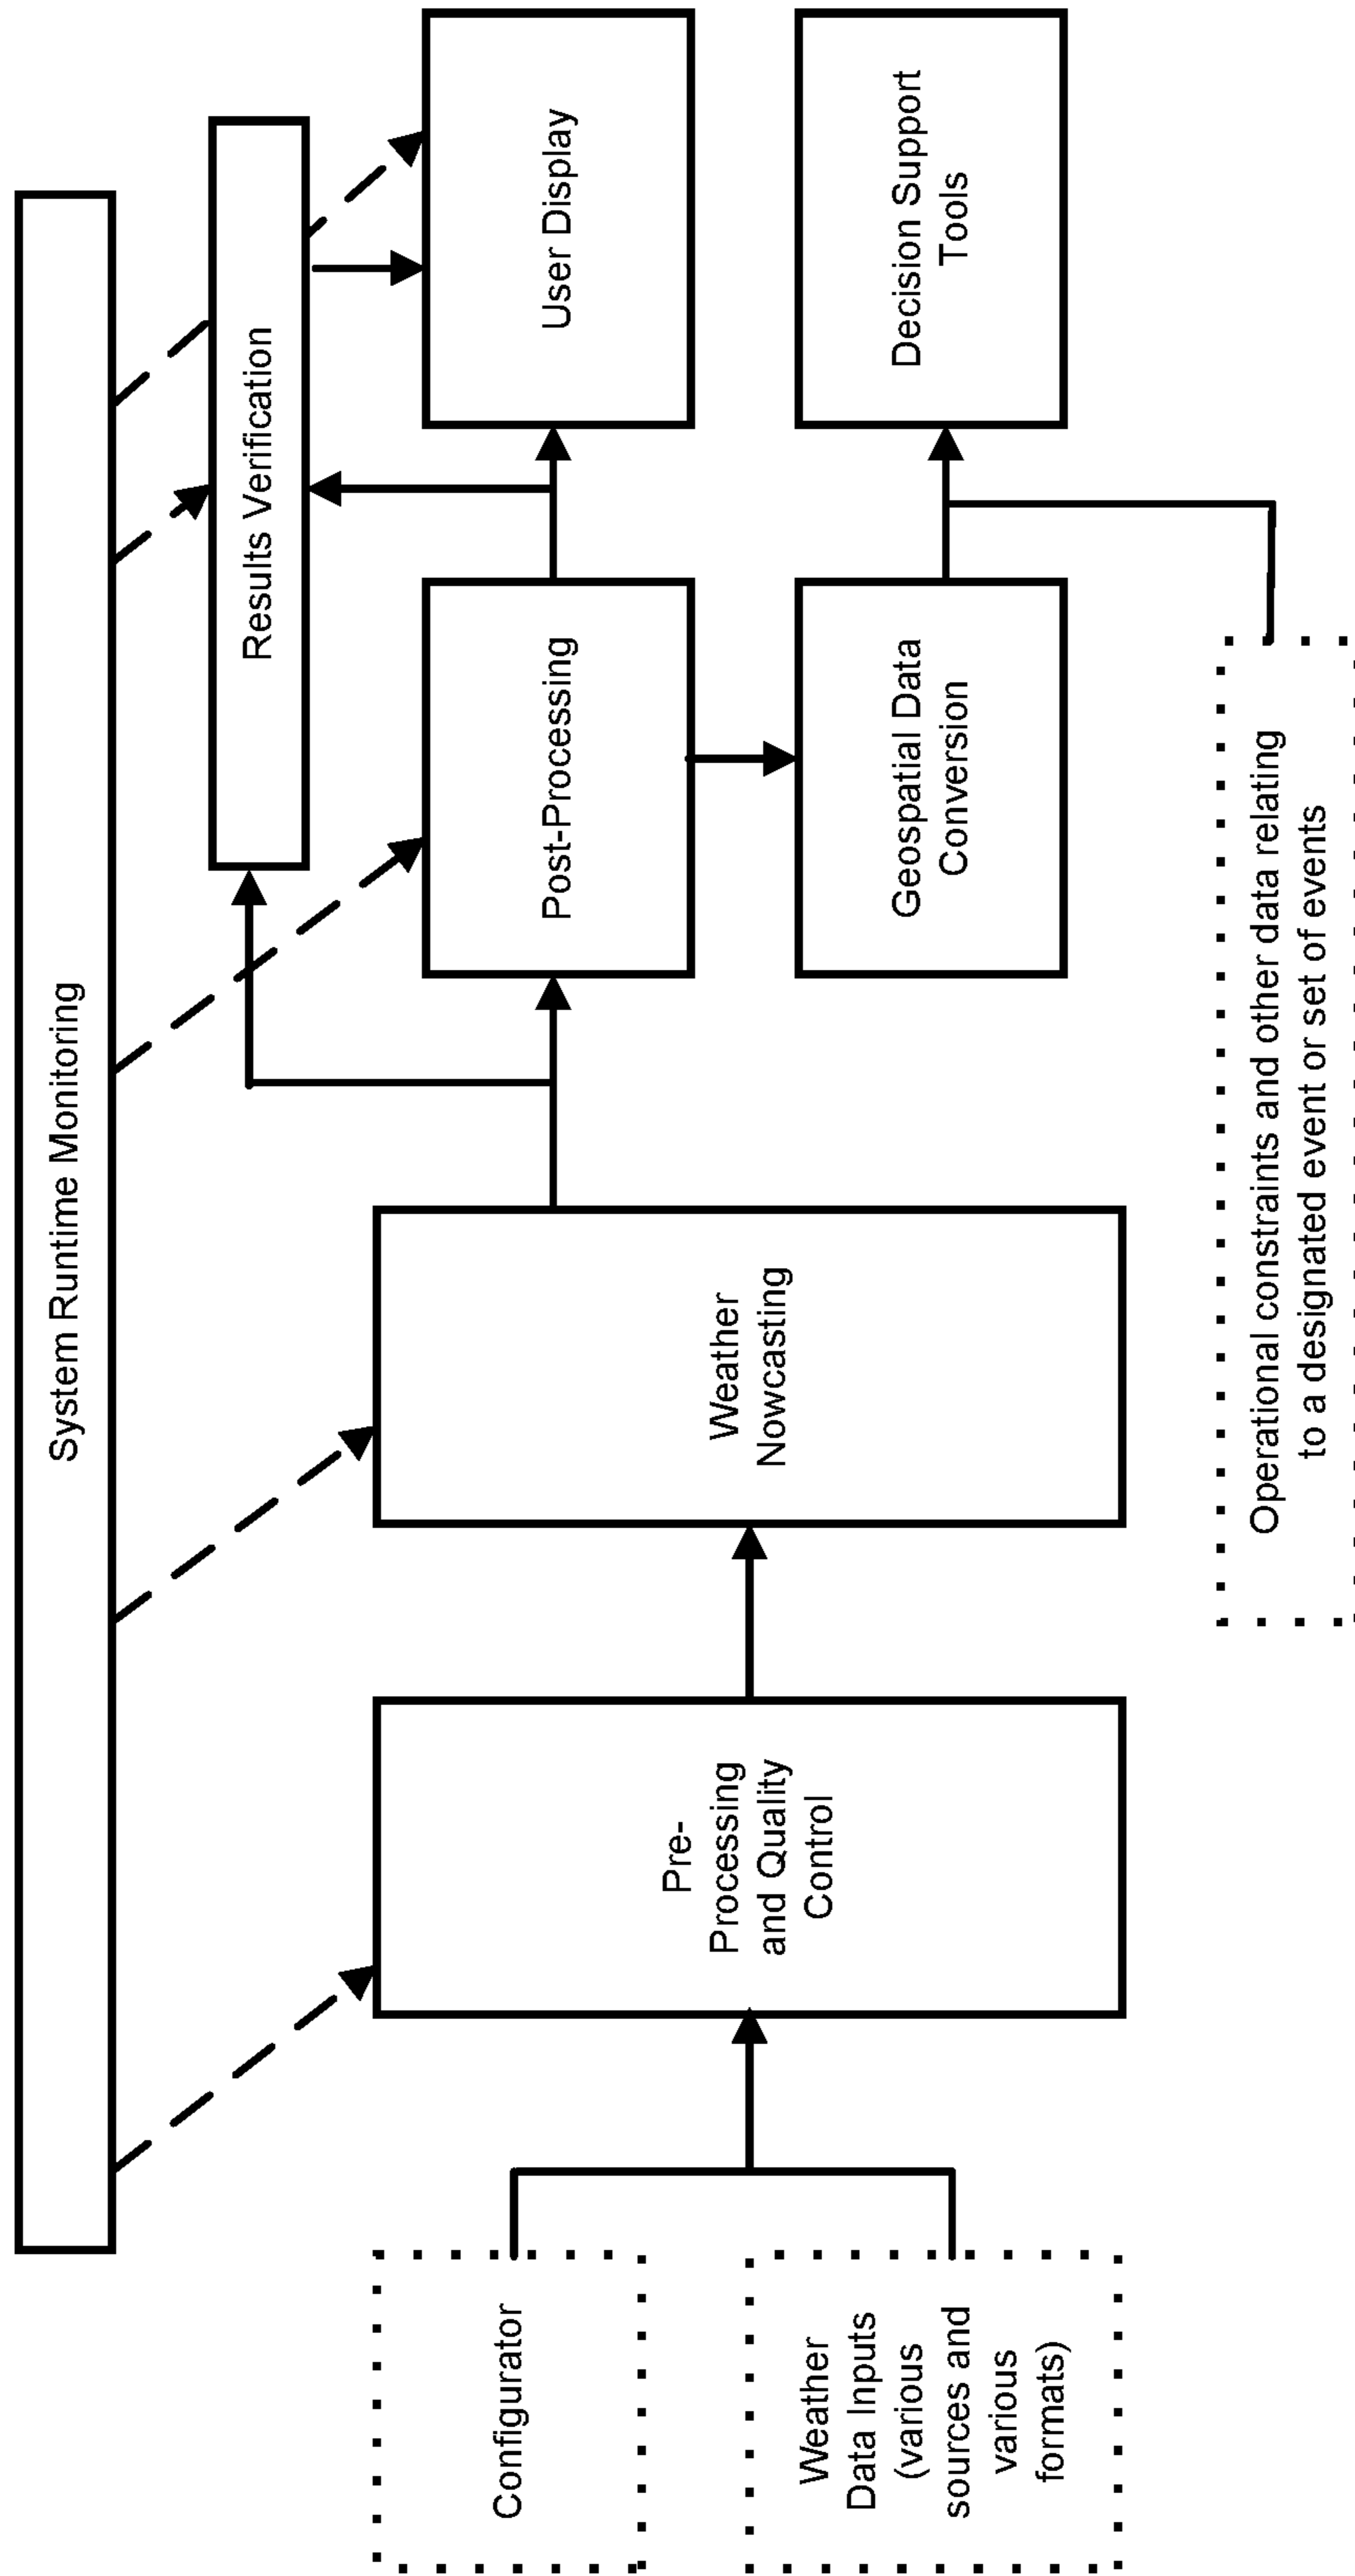 System Runtime Monitoring
Results Verification
Configurator
Weather
Data Inputs
(various
sources and
various
formats)
Pre-
Processing
and Quality
Control
Weather
Nowcasting
Post-Processing
User Display
Geospatial Data
Conversion
Decision Support
Tools
Operational constraints and other data relating
to a designated event or set of events